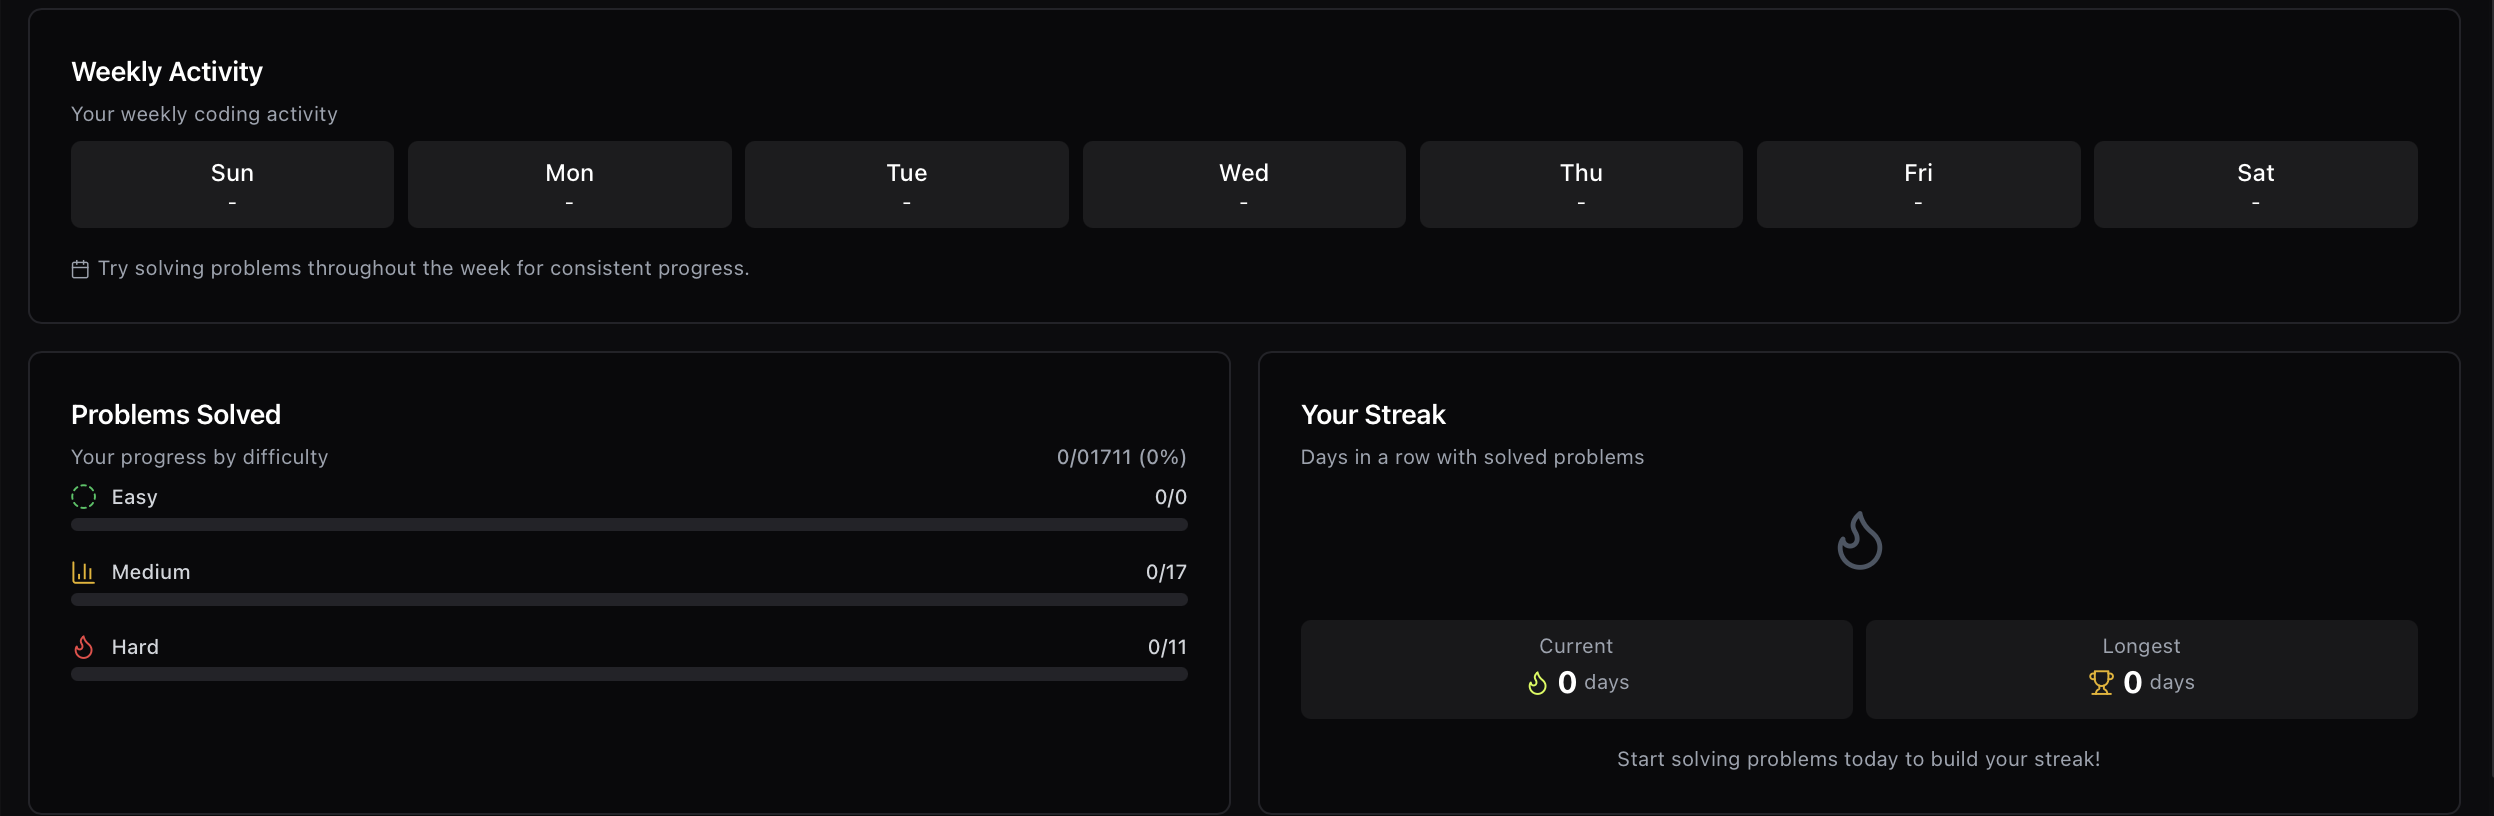 Weekly Activity
Your weekly coding activity
Sun Mon Tue Wed Thu Fri Sat
- - - - - - -
Try solving problems throughout the week for consistent progress.
Problems Solved
Your progress by difficulty 0/01711 (0%)
Easy 0/0
Medium 0/17
Hard 0/11
Your Streak
Days in a row with solved problems
Current Longest
0 days 0 days
Start solving problems today to build your streak!